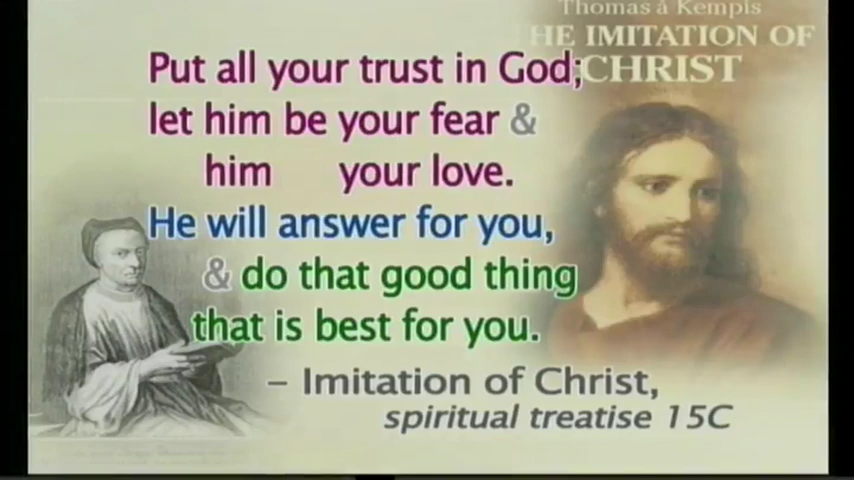 Thomas à Kempis
THE IMITATION OF
CHRIST
Put all your trust in God;
let him be your fear &
him your love.
He will answer for you,
& do that good thing
that is best for you.
– Imitation of Christ,
spiritual treatise 15C